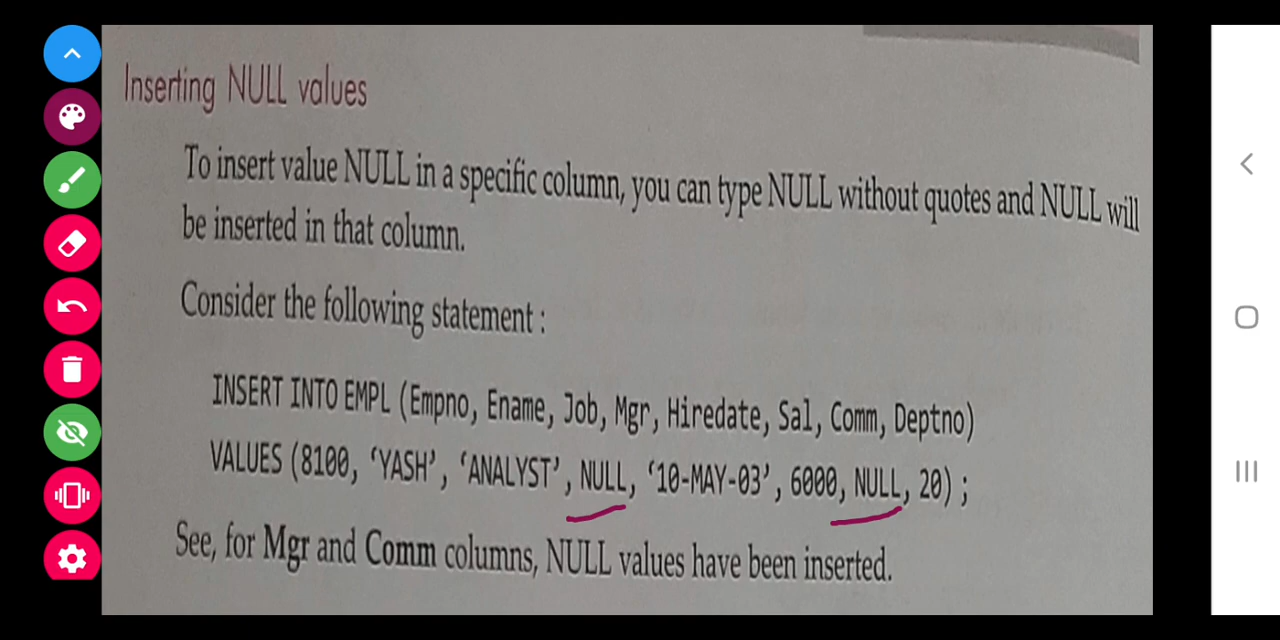 Inserting NULL values
To insert value NULL in a specific column, you can type NULL without quotes and NULL will
be inserted in that column.
Consider the following statement :
INSERT INTO EMPL (Empno, Ename, Job, Mgr, Hiredate, Sal, Comm, Deptno)
VALUES (8100, ‘YASH’, ‘ANALYST’, NULL, ‘10-MAY-03’, 6000, NULL, 20) ;
See, for Mgr and Comm columns, NULL values have been inserted.